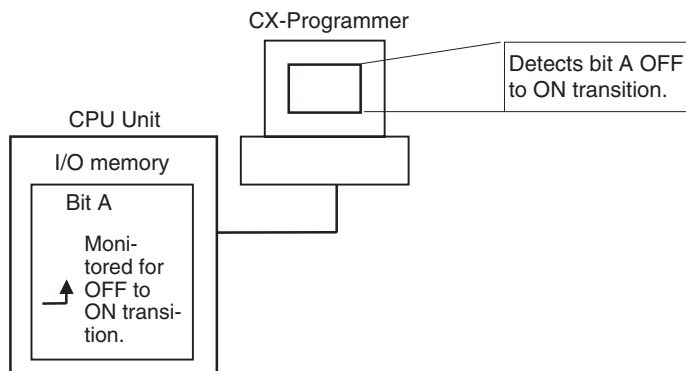 CX-Programmer
Detects bit A OFF
to ON transition.
CPU Unit
I/O memory
Bit A
Moni-
tored for
OFF to
ON transi-
tion.